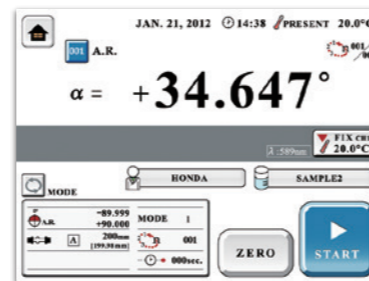 JAN. 21, 2012 14:38 PRESENT 20.0°C
001 A.R.
001/
α = +34.647°
λ :589nm
FIX
20.0°C
HONDA SAMPLE2
MODE
A.R. -89.999
+90.000
MODE 1
A 200mm
[199.98mm]
001
000sec.
ZERO
START